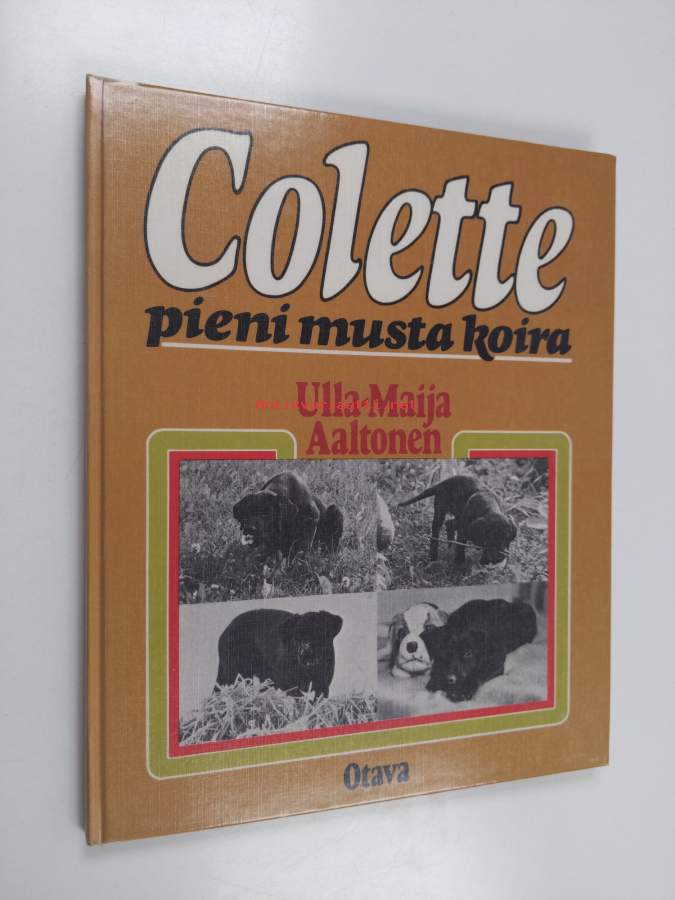 Colette
pieni musta koira
Ulla-Maija
Aaltonen
Otava